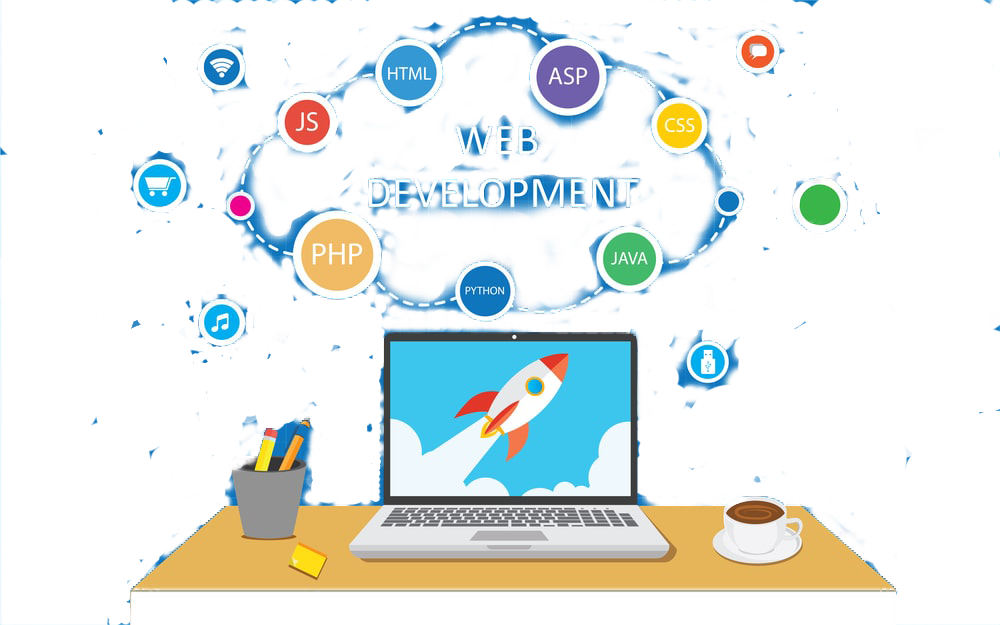 HTML
ASP
JS
CSS
WEB
DEVELOPMENT
PHP
JAVA
PYTHON